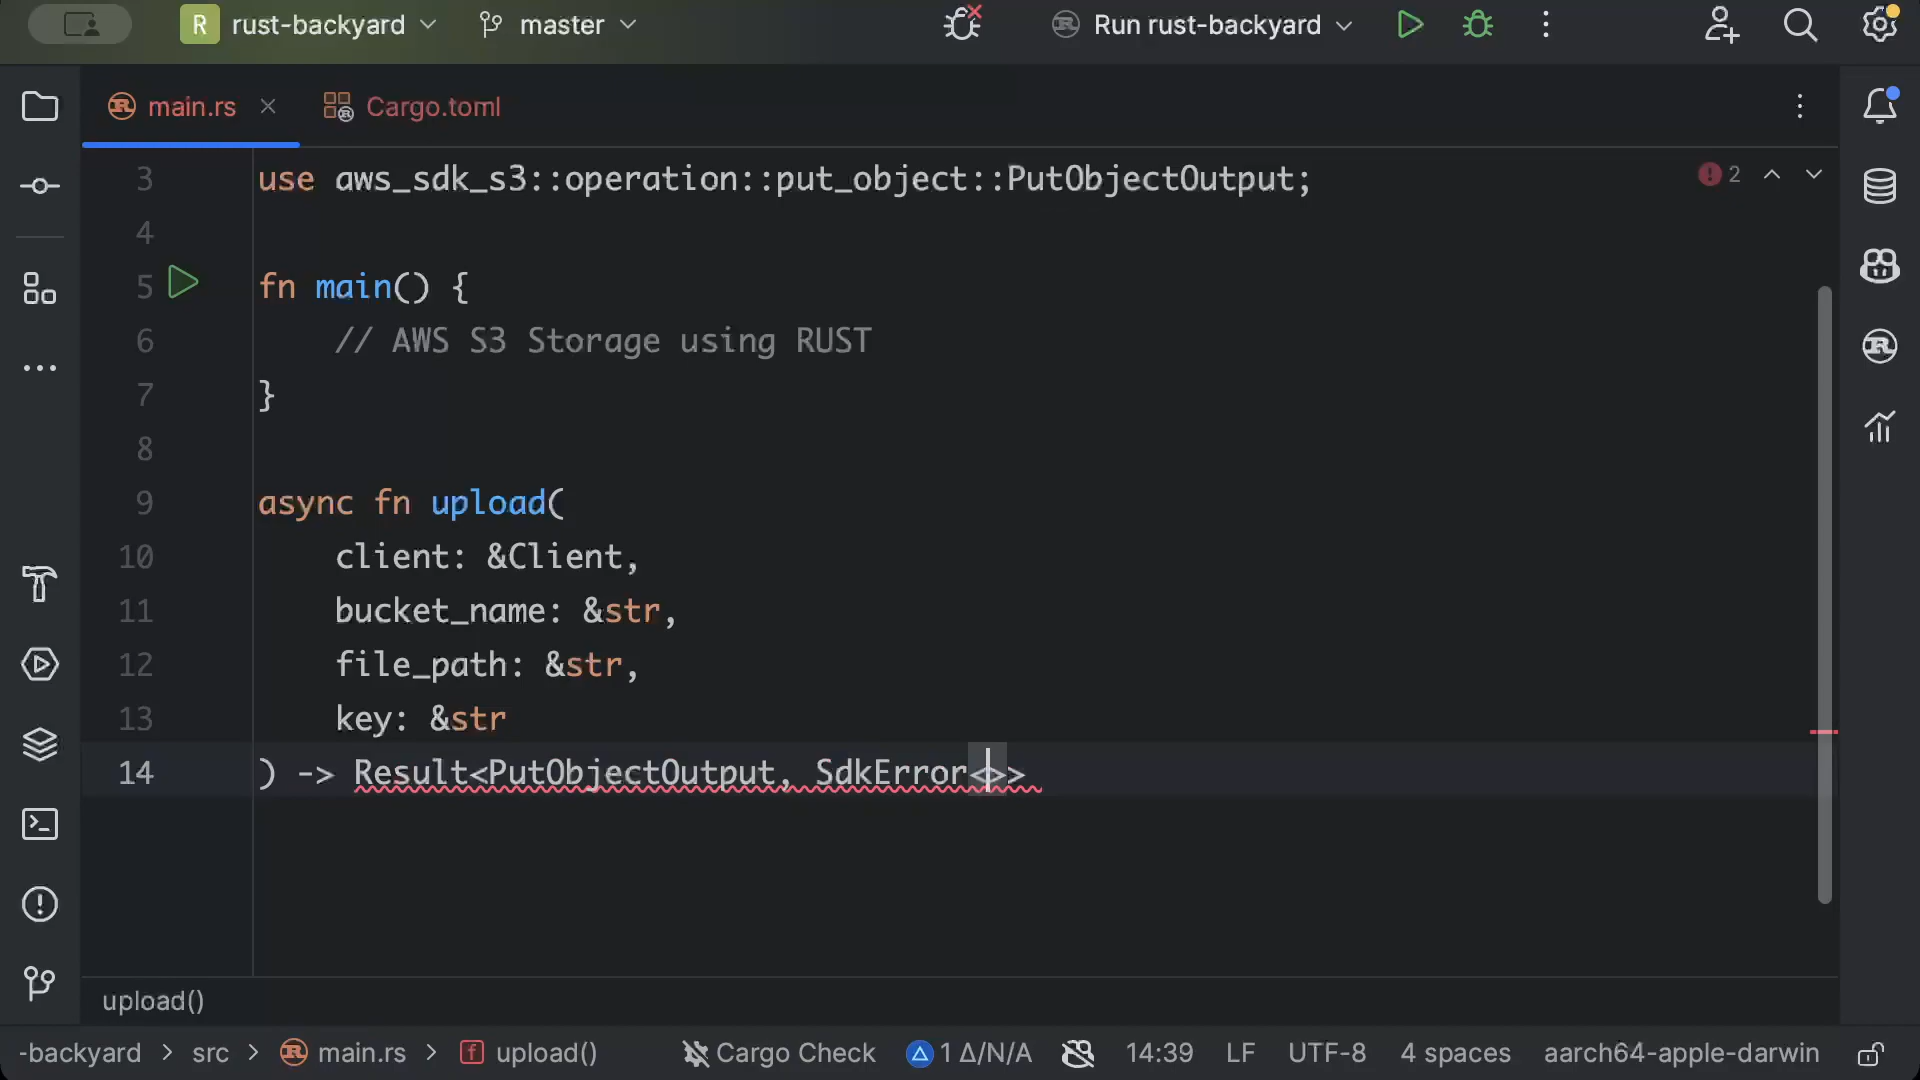 R rust-backyard master Run rust-backyard
main.rs Cargo.toml
3 use aws_sdk_s3::operation::put_object::PutObjectOutput; 2
4
5 fn main() {
6 // AWS S3 Storage using RUST
7 }
8
9 async fn upload(
10 client: &Client,
11 bucket_name: &str,
12 file_path: &str,
13 key: &str
14 ) -> Result<PutObjectOutput, SdkError<>>
upload()
-backyard > src > main.rs > upload() Cargo Check 1 Δ/N/A 14:39 LF UTF-8 4 spaces aarch64-apple-darwin